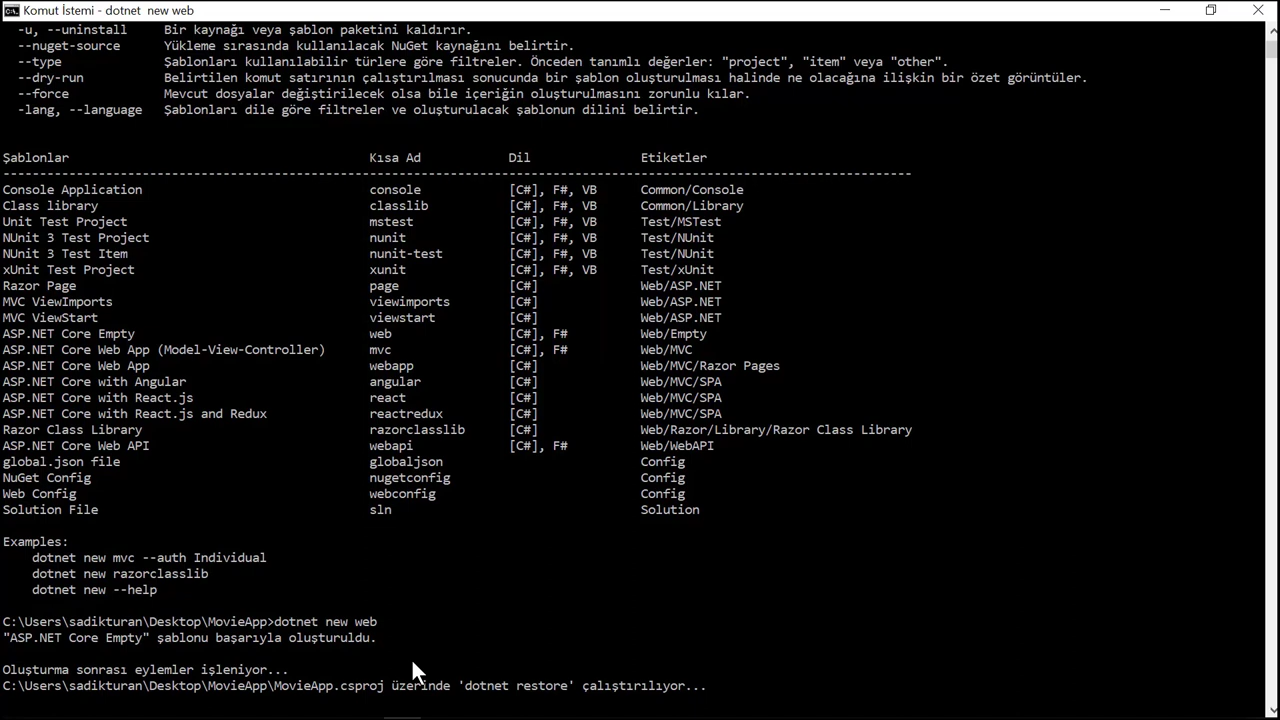 Komut İstemi - dotnet  new web
-u, --uninstall     Bir kaynağı veya şablon paketini kaldırır.
--nuget-source      Yükleme sırasında kullanılacak NuGet kaynağını belirtir.
--type              Şablonları kullanılabilir türlere göre filtreler. Önceden tanımlı değerler: "project", "item" veya "other".
--dry-run           Belirtilen komut satırının çalıştırılması sonucunda bir şablon oluşturulması halinde ne olacağına ilişkin bir özet görüntüler.
--force             Mevcut dosyalar değiştirilecek olsa bile içeriğin oluşturulmasını zorunlu kılar.
-lang, --language   Şablonları dile göre filtreler ve oluşturulacak şablonun dilini belirtir.
Şablonlar                                         Kısa Ad            Dil               Etiketler
----------------------------------------------------------------------------------------------------------------------------
Console Application                               console            [C#], F#, VB      Common/Console
Class library                                     classlib           [C#], F#, VB      Common/Library
Unit Test Project                                 mstest             [C#], F#, VB      Test/MSTest
NUnit 3 Test Project                              nunit              [C#], F#, VB      Test/NUnit
NUnit 3 Test Item                                 nunit-test         [C#], F#, VB      Test/NUnit
xUnit Test Project                                xunit              [C#], F#, VB      Test/xUnit
Razor Page                                        page               [C#]              Web/ASP.NET
MVC ViewImports                                   viewimports        [C#]              Web/ASP.NET
MVC ViewStart                                     viewstart          [C#]              Web/ASP.NET
ASP.NET Core Empty                                web                [C#], F#          Web/Empty
ASP.NET Core Web App (Model-View-Controller)      mvc                [C#], F#          Web/MVC
ASP.NET Core Web App                              webapp             [C#]              Web/MVC/Razor Pages
ASP.NET Core with Angular                         angular            [C#]              Web/MVC/SPA
ASP.NET Core with React.js                        react              [C#]              Web/MVC/SPA
ASP.NET Core with React.js and Redux              reactredux         [C#]              Web/MVC/SPA
Razor Class Library                               razorclasslib      [C#]              Web/Razor/Library/Razor Class Library
ASP.NET Core Web API                              webapi             [C#], F#          Web/WebAPI
global.json file                                  globaljson                           Config
NuGet Config                                      nugetconfig                          Config
Web Config                                        webconfig                            Config
Solution File                                     sln                                  Solution
Examples:
dotnet new mvc --auth Individual
dotnet new razorclasslib
dotnet new --help
C:\Users\sadikturan\Desktop\MovieApp>dotnet new web
"ASP.NET Core Empty" şablonu başarıyla oluşturuldu.
Oluşturma sonrası eylemler işleniyor...
C:\Users\sadikturan\Desktop\MovieApp\MovieApp.csproj üzerinde 'dotnet restore' çalıştırılıyor...